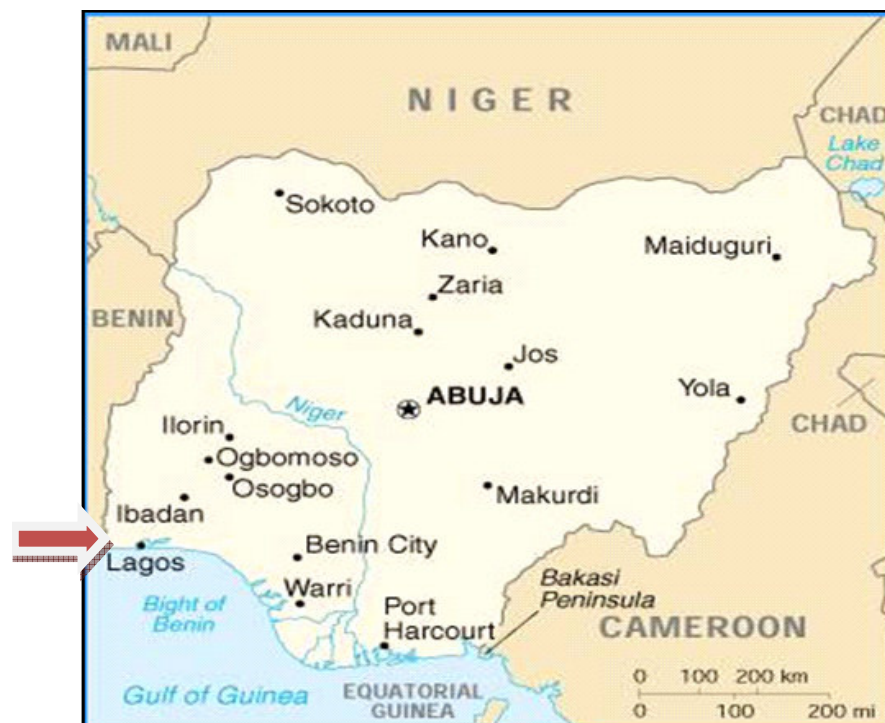 MALI
NIGER
CHAD
Lake
Chad
Sokoto
Kano
Maiduguri
Zaria
BENIN
Kaduna
Jos
Yola
ABUJA
Niger
CHAD
Ilorin
Ogbomoso
Osogbo
Makurdi
Ibadan
Benin City
Lagos
Bight of
Benin
Warri
Port
Harcourt
Bakasi
Peninsula
CAMEROON
Gulf of Guinea
EQUATORIAL
GUINEA
0 100 200 km
0 100 200 mi